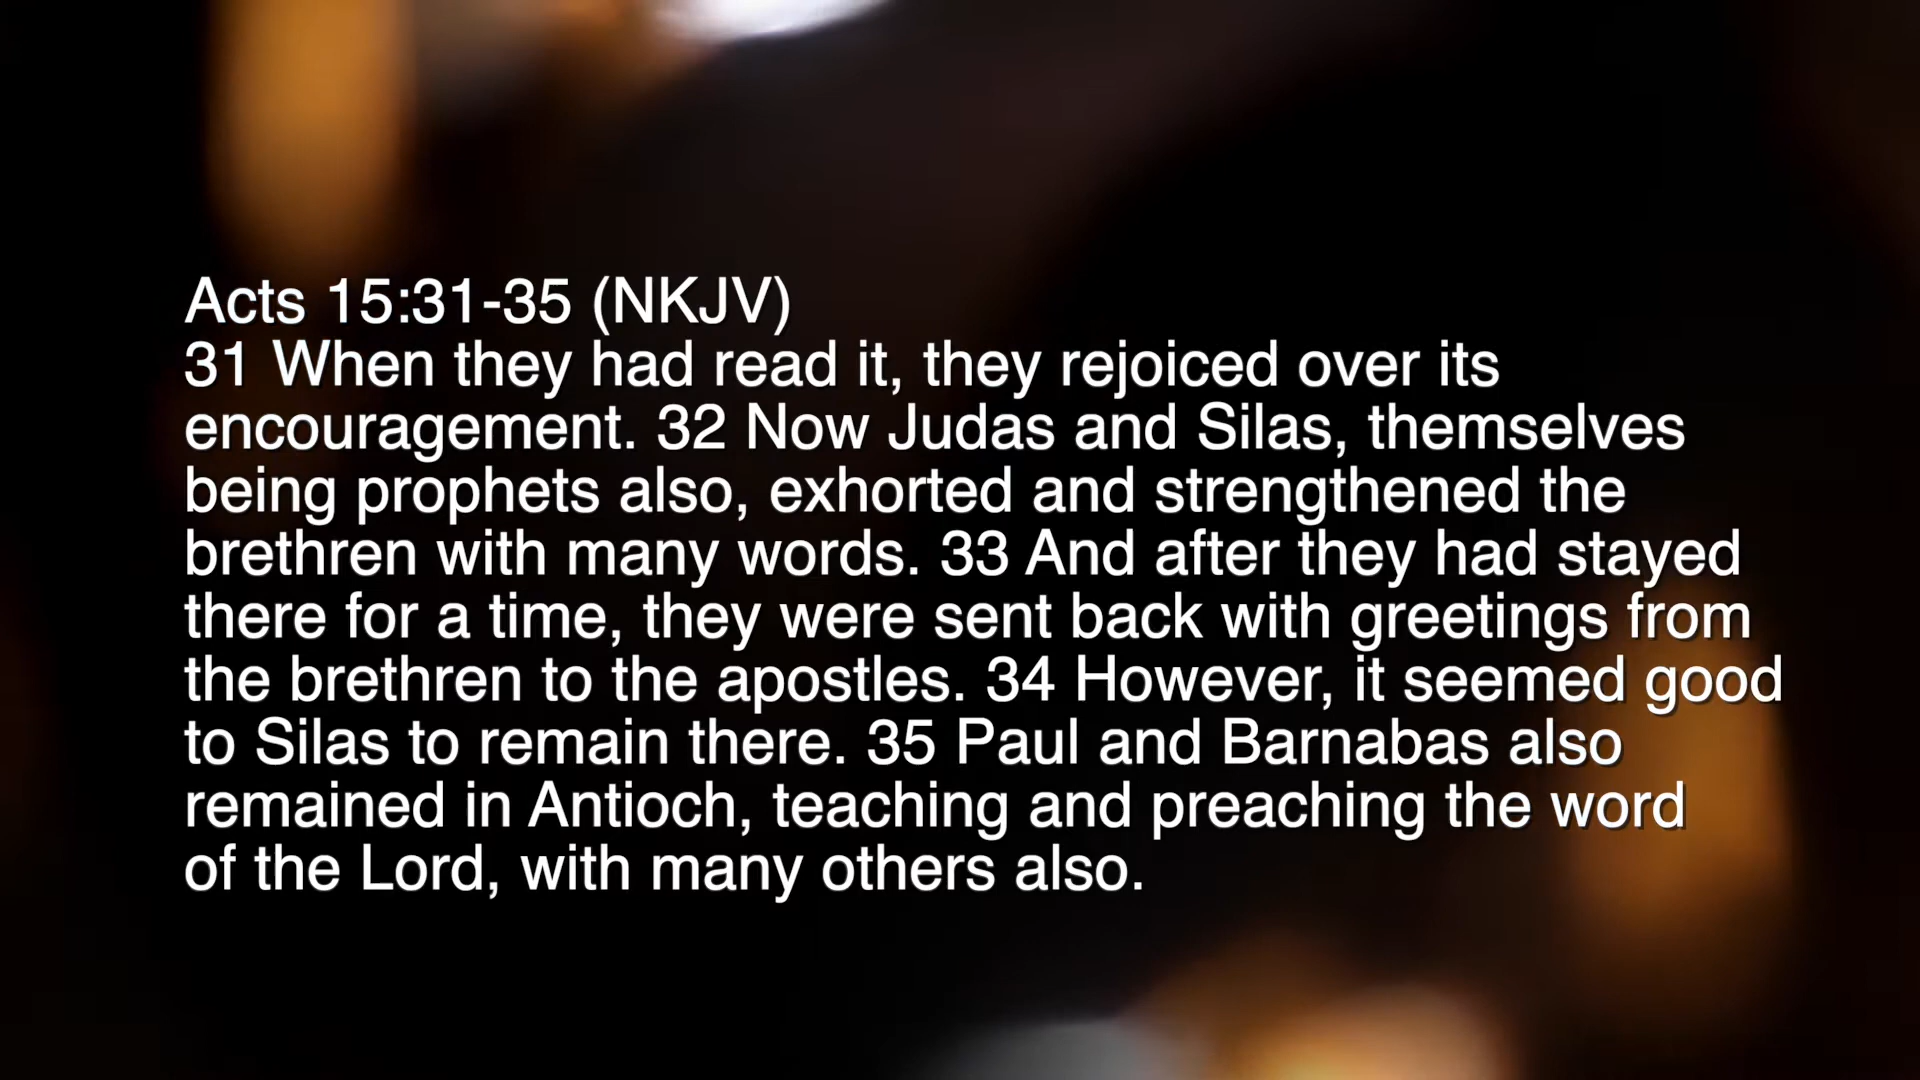 Acts 15:31-35 (NKJV)
31 When they had read it, they rejoiced over its
encouragement. 32 Now Judas and Silas, themselves
being prophets also, exhorted and strengthened the
brethren with many words. 33 And after they had stayed
there for a time, they were sent back with greetings from
the brethren to the apostles. 34 However, it seemed good
to Silas to remain there. 35 Paul and Barnabas also
remained in Antioch, teaching and preaching the word
of the Lord, with many others also.